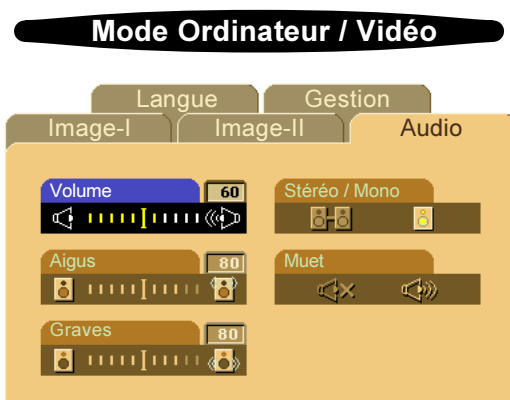 Mode Ordinateur / Vidéo
Langue Gestion
Image-I Image-II Audio
Volume 60
Stéréo / Mono
Aigus 80
Muet
Graves 80